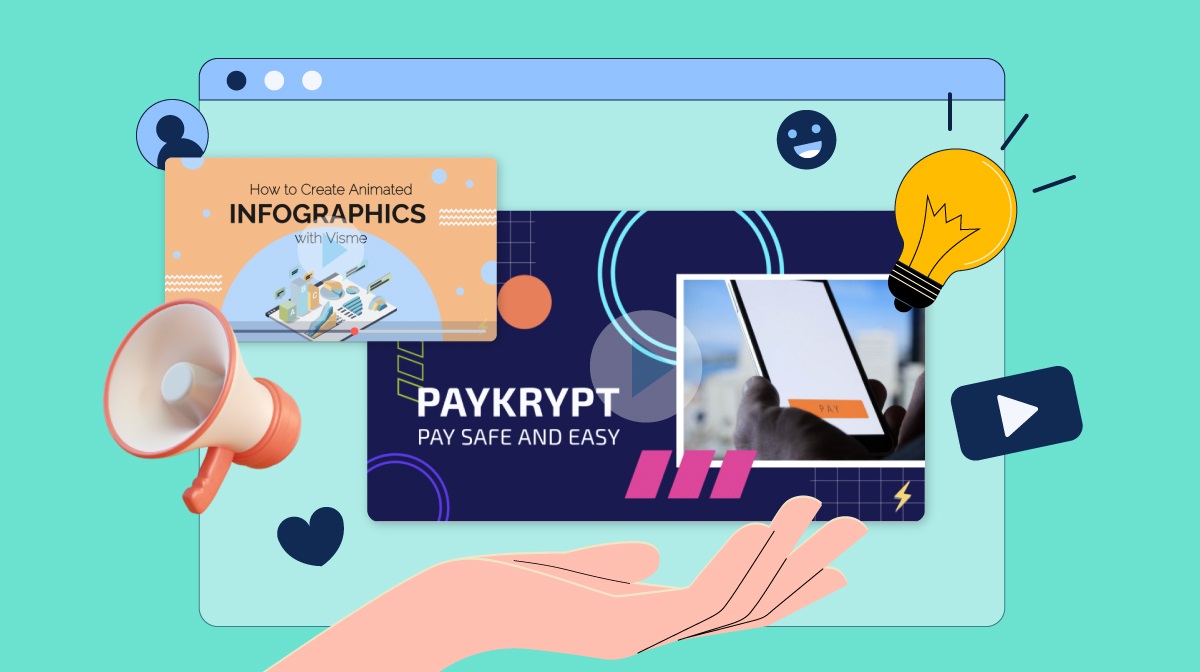 How to Create Animated
INFOGRAPHICS
with Visme
PAYKRYPT
PAY SAFE AND EASY
PAY